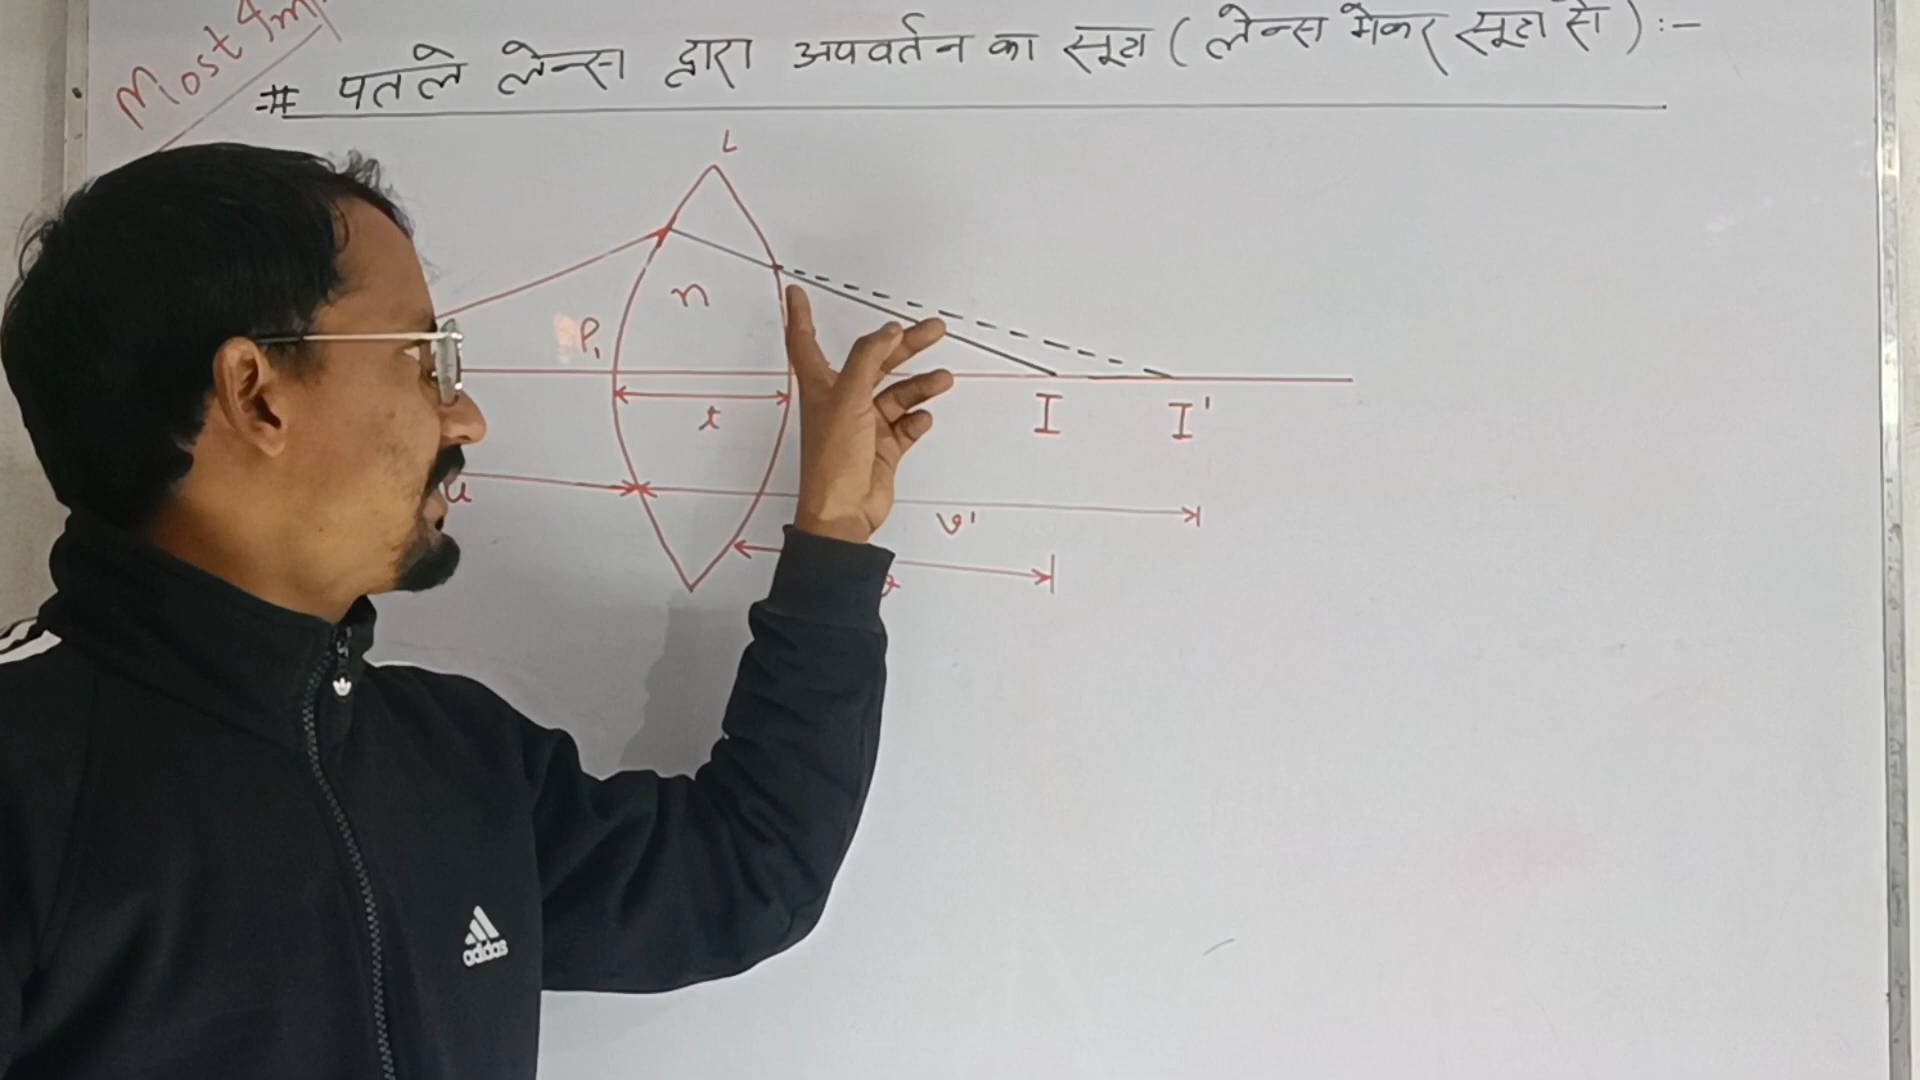 Most Imp
# पतले लेन्स द्वारा अपवर्तन का सूत्र ( लेन्स मेकर सूत्र से ) :-
L
n
P₁
t
I
I'
u
v'
adidas